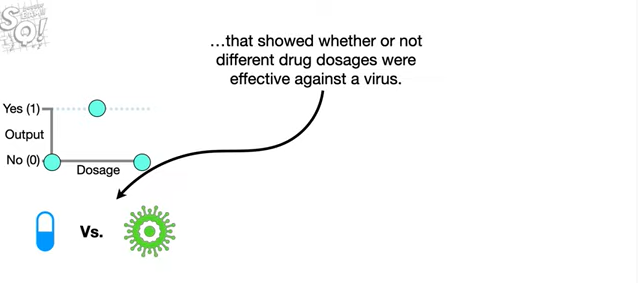 …that showed whether or not
different drug dosages were
effective against a virus.
Yes (1)
Output
No (0)
Dosage
Vs.